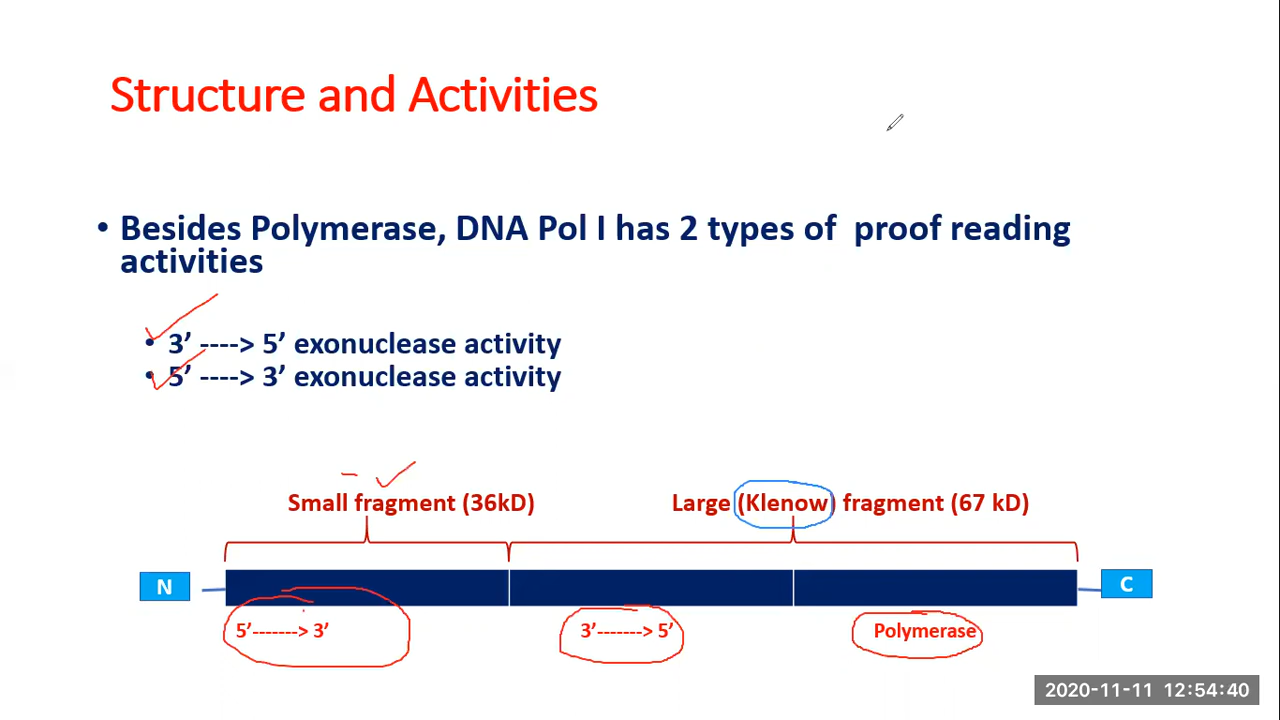 Structure and Activities
• Besides Polymerase, DNA Pol I has 2 types of  proof reading
activities
• 3’ ----> 5’ exonuclease activity
• 5’ ----> 3’ exonuclease activity
Small fragment (36kD)
Large (Klenow) fragment (67 kD)
N
C
5’-------> 3’
3’-------> 5’
Polymerase
2020-11-11 12:54:40